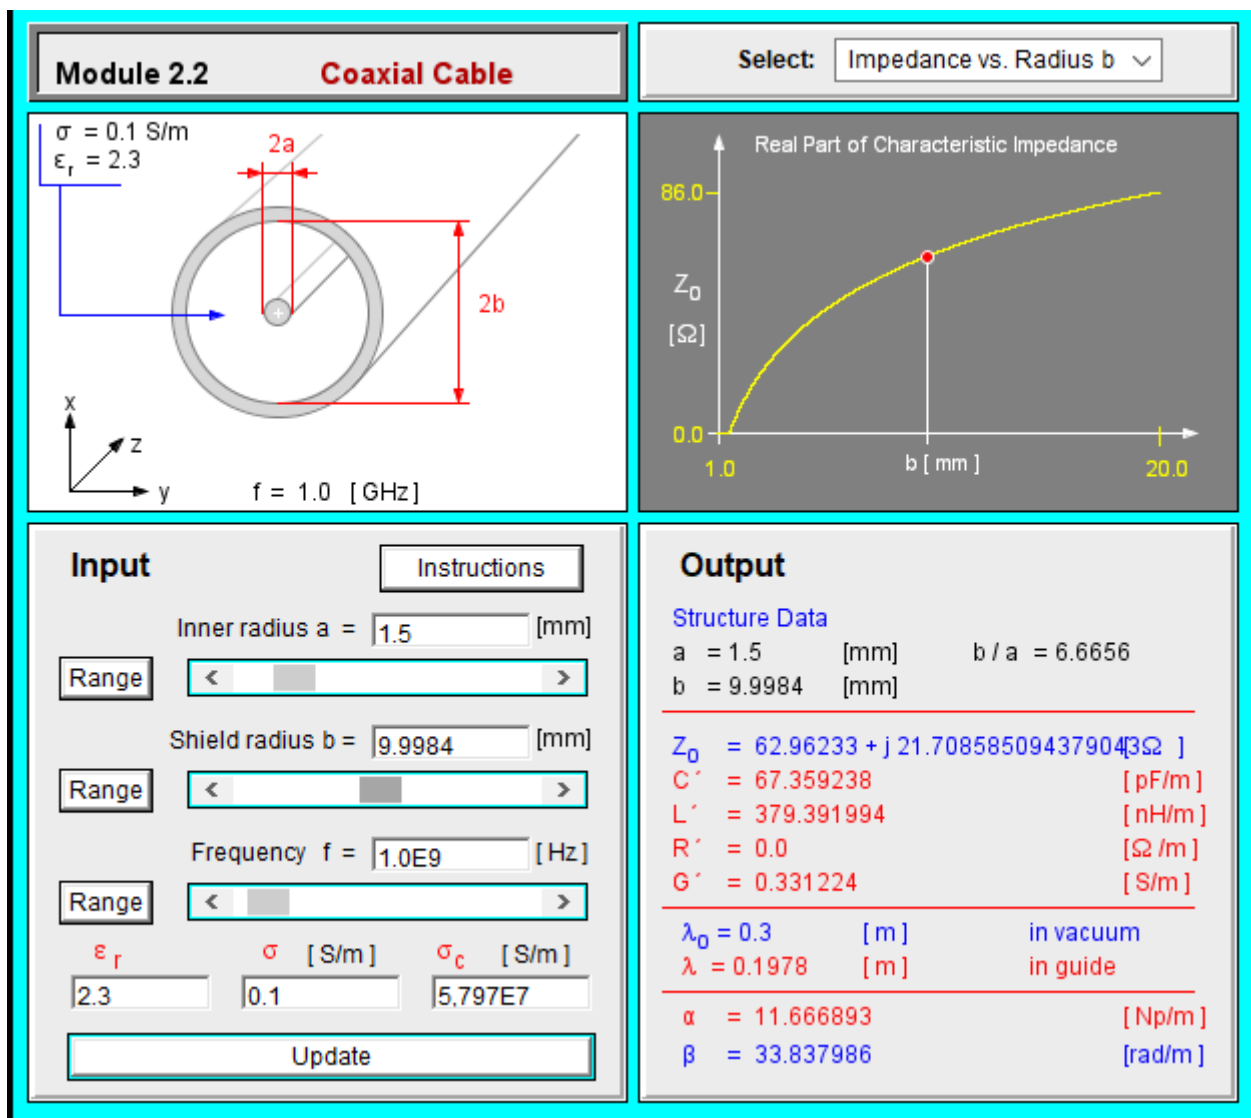 Module 2.2 Coaxial Cable
Select: Impedance vs. Radius b
σ = 0.1 S/m
εr = 2.3
2a
2b
x
z
y
f = 1.0 [GHz]
Real Part of Characteristic Impedance
86.0
Z0
[Ω]
0.0
1.0
b [ mm ]
20.0
Input
Instructions
Inner radius a = 1.5 [mm]
Range
Shield radius b = 9.9984 [mm]
Range
Frequency f = 1.0E9 [Hz]
Range
εr σ [S/m] σc [S/m]
2.3 0.1 5,797E7
Update
Output
Structure Data
a = 1.5 [mm] b / a = 6.6656
b = 9.9984 [mm]
Z0 = 62.96233 + j 21.708585094379043 [Ω ]
C´ = 67.359238 [ pF/m ]
L´ = 379.391994 [ nH/m ]
R´ = 0.0 [Ω /m ]
G´ = 0.331224 [ S/m ]
λ0 = 0.3 [ m ] in vacuum
λ = 0.1978 [ m ] in guide
α = 11.666893 [ Np/m ]
β = 33.837986 [rad/m ]